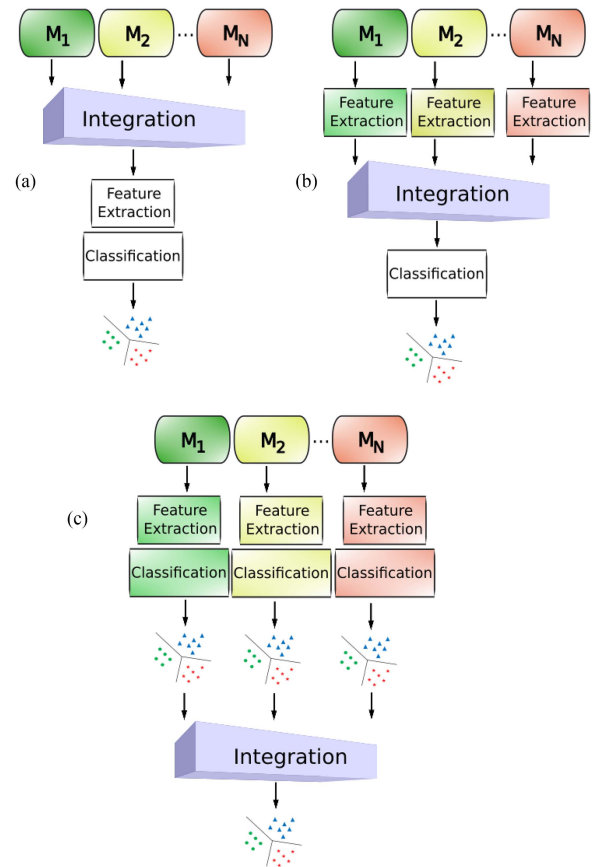 M1 M2 ... MN
Integration
(a)
Feature
Extraction
Classification
M1 M2 ... MN
Feature Extraction Feature Extraction Feature Extraction
(b)
Integration
Classification
M1 M2 ... MN
(c)
Feature Extraction Feature Extraction Feature Extraction
Classification Classification Classification
Integration